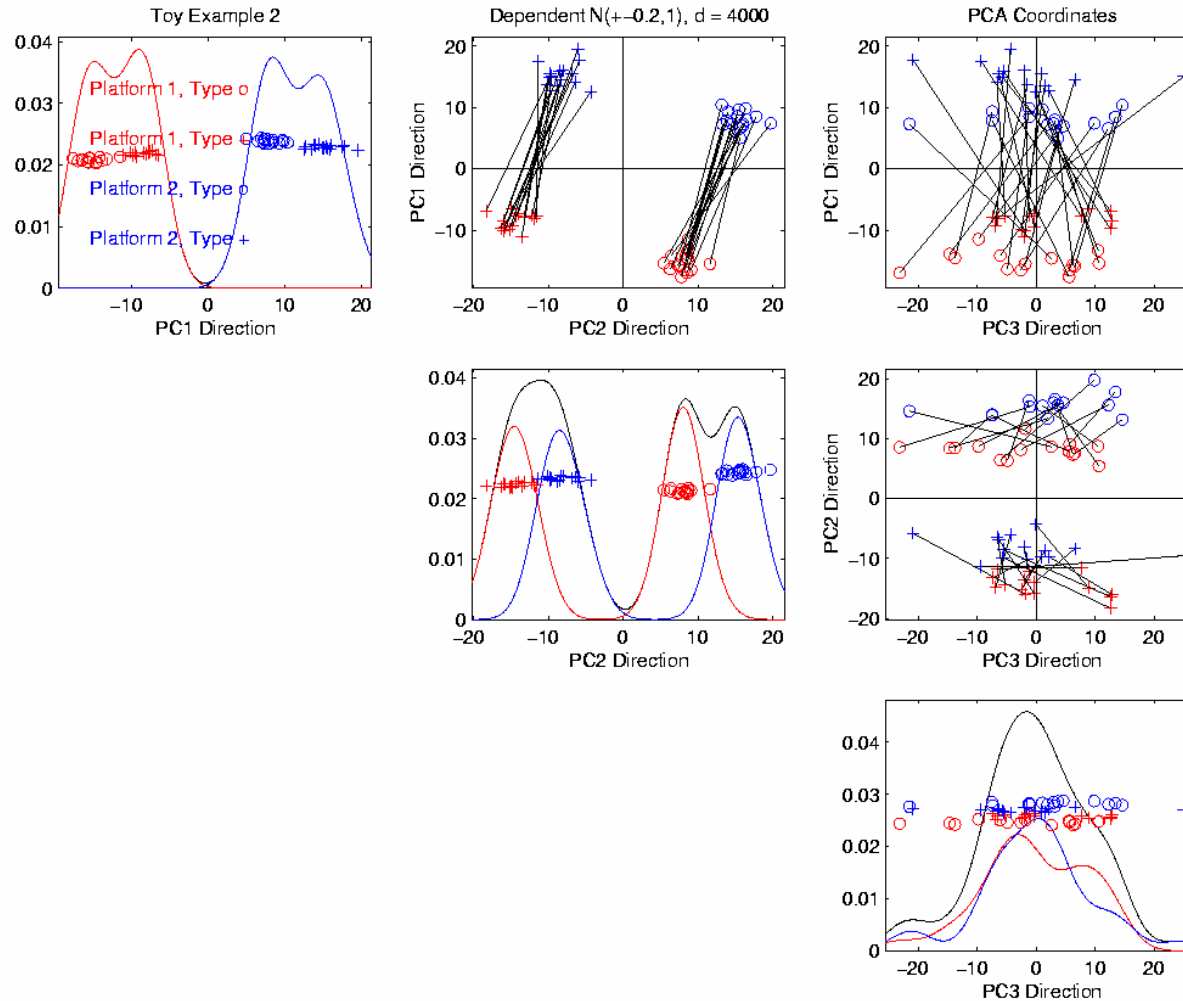 Toy Example 2
Dependent N(+-0.2,1), d = 4000
PCA Coordinates
0.04
0.03
0.02
0.01
0
Platform 1, Type o
Platform 1, Type +
Platform 2, Type o
Platform 2, Type +
-10 0 10 20
PC1 Direction
PC1 Direction
20
10
0
-10
-20 -10 0 10 20
PC2 Direction
PC1 Direction
20
10
0
-10
-20 -10 0 10 20
PC3 Direction
0.04
0.03
0.02
0.01
0
-20 -10 0 10 20
PC2 Direction
PC2 Direction
20
10
0
-10
-20
-20 -10 0 10 20
PC3 Direction
0.04
0.03
0.02
0.01
0
-20 -10 0 10 20
PC3 Direction